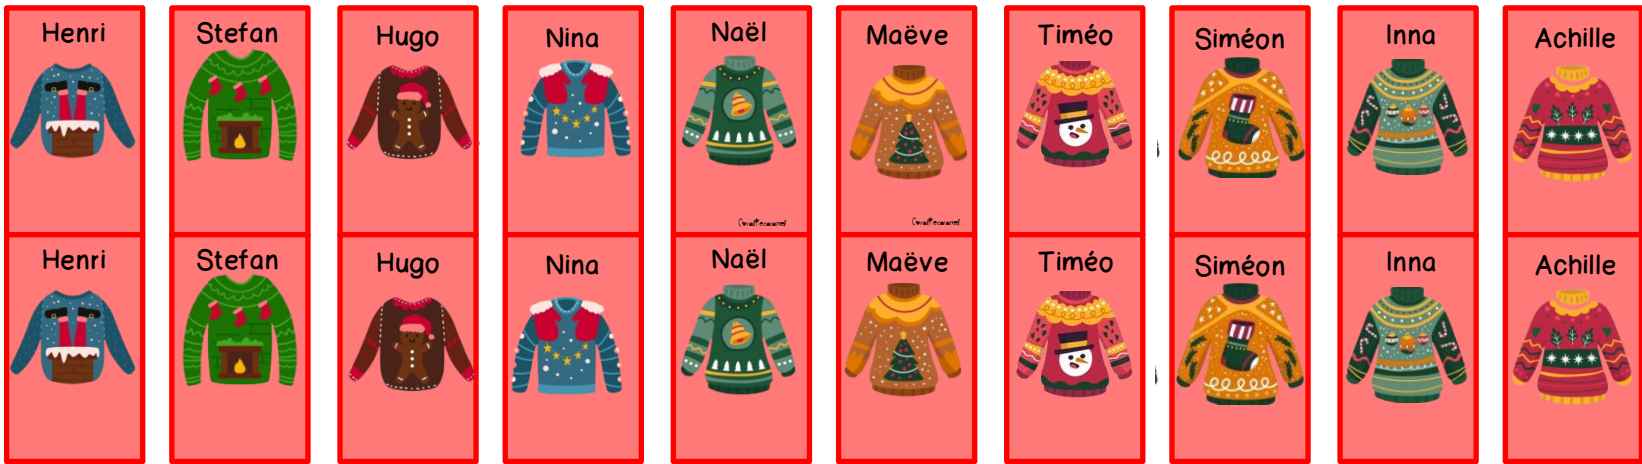 Henri
Stefan
Hugo
Nina
Naël
Maëve
Timéo
Siméon
Inna
Achille
Henri
Stefan
Hugo
Nina
Naël
Maëve
Timéo
Siméon
Inna
Achille